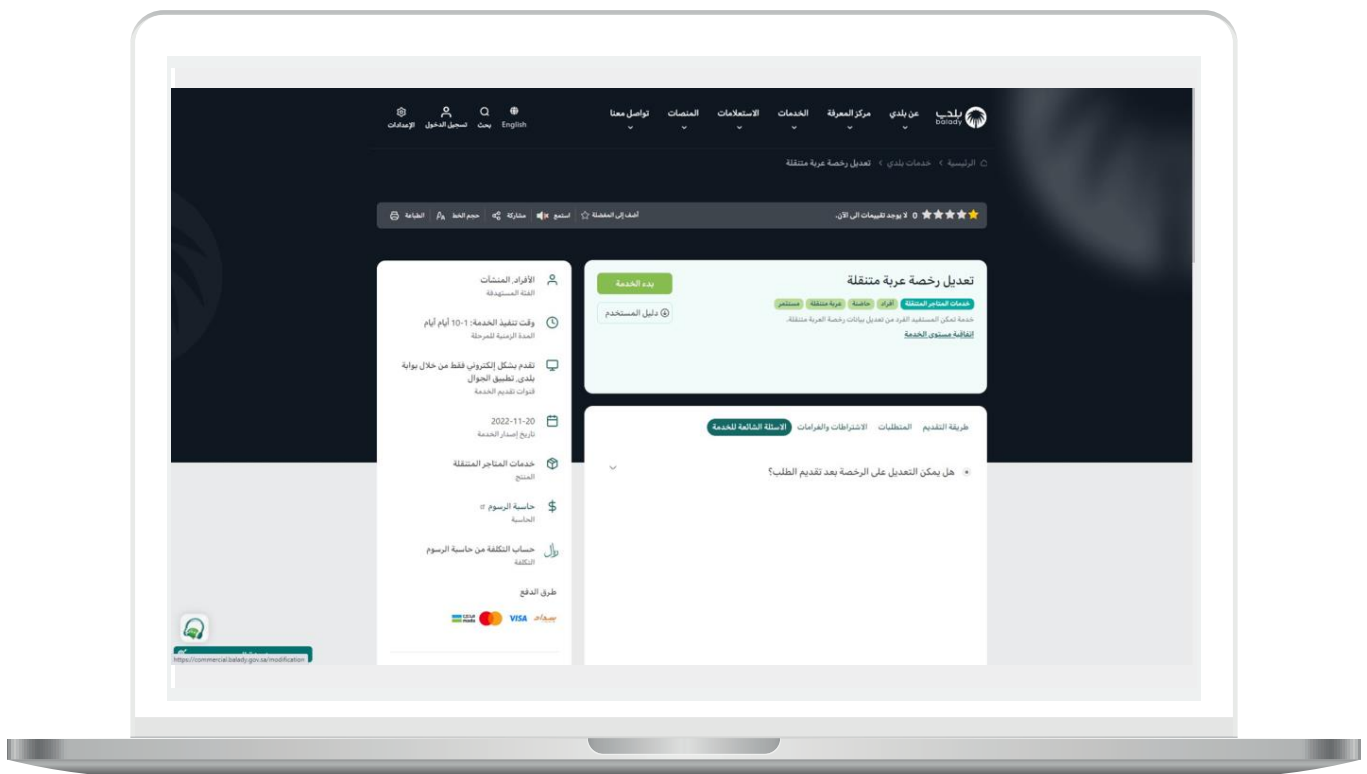 بلدي
balady
عن بلدي
مركز المعرفة
الخدمات
الاستعلامات
المنصات
تواصل معنا
English
بحث
تسجيل الدخول
الإعدادات
الرئيسية › خدمات بلدي › تعديل رخصة عربة متنقلة
0 لا يوجد تقييمات الى الآن.
أضف إلى المفضلة
استمع
مشاركة
حجم الخط
الطباعة
تعديل رخصة عربة متنقلة
خدمات المتاجر المتنقلة
افراد
حاضنة
عربة متنقلة
مستثمر
خدمة تمكن المستفيد الفرد من تعديل بيانات رخصة العربة متنقلة.
اتفاقية مستوى الخدمة
بدء الخدمة
دليل المستخدم
طريقة التقديم
المتطلبات
الاشتراطات والغرامات
الاسئلة الشائعة للخدمة
هل يمكن التعديل على الرخصة بعد تقديم الطلب؟
الأفراد, المنشآت
الفئة المستهدفة
وقت تنفيذ الخدمة: 1-10 أيام أيام
المدة الزمنية للمرحلة
تقدم بشكل إلكتروني فقط من خلال بوابة
بلدي, تطبيق الجوال
قنوات تقديم الخدمة
2022-11-20
تاريخ إصدار الخدمة
خدمات المتاجر المتنقلة
المنتج
حاسبة الرسوم
الحاسبة
حساب التكلفة من حاسبة الرسوم
التكلفة
طرق الدفع
سداد
VISA
mada
https://commercial.balady.gov.sa/modification